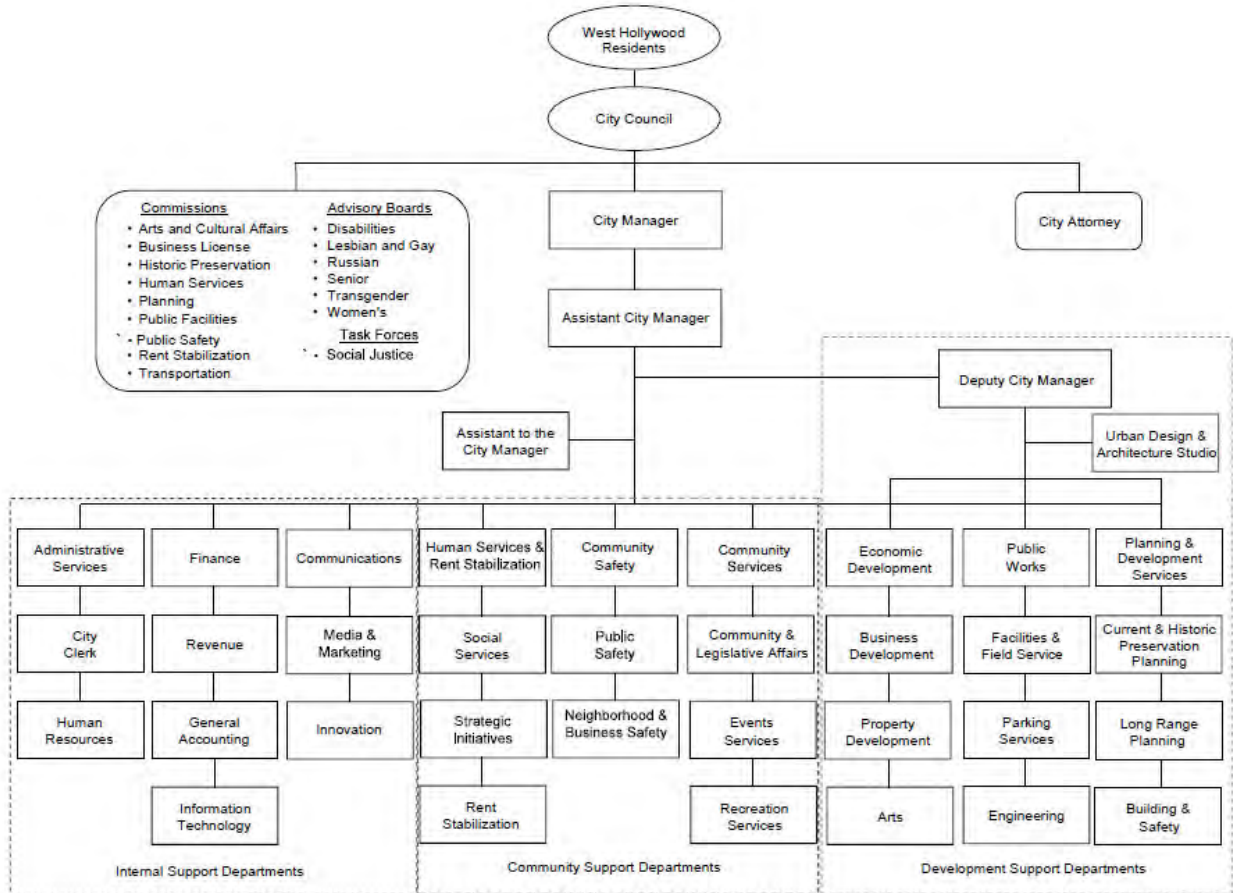 West Hollywood
Residents
City Council
Commissions
• Arts and Cultural Affairs
• Business License
• Historic Preservation
• Human Services
• Planning
• Public Facilities
` • Public Safety
• Rent Stabilization
• Transportation
Advisory Boards
• Disabilities
• Lesbian and Gay
• Russian
• Senior
• Transgender
• Women's
Task Forces
` • Social Justice
City Manager
City Attorney
Assistant City Manager
Deputy City Manager
Assistant to the
City Manager
Urban Design &
Architecture Studio
Administrative
Services
Finance
Communications
Human Services &
Rent Stabilization
Community
Safety
Community
Services
Economic
Development
Public
Works
Planning &
Development
Services
City
Clerk
Revenue
Media &
Marketing
Social
Services
Public
Safety
Community &
Legislative Affairs
Business
Development
Facilities &
Field Service
Current & Historic
Preservation
Planning
Human
Resources
General
Accounting
Innovation
Strategic
Initiatives
Neighborhood &
Business Safety
Events
Services
Property
Development
Parking
Services
Long Range
Planning
Information
Technology
Rent
Stabilization
Recreation
Services
Arts
Engineering
Building &
Safety
Internal Support Departments
Community Support Departments
Development Support Departments